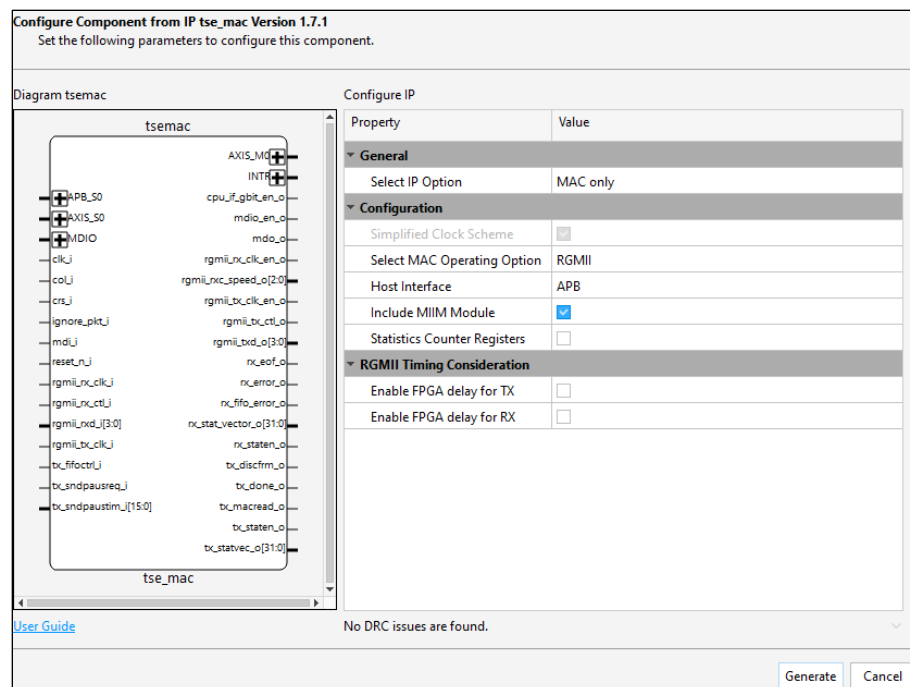 Configure Component from IP tse_mac Version 1.7.1
Set the following parameters to configure this component.
Diagram tsemac
tsemac
AXIS_M0
INTR
APB_S0
cpu_if_gbit_en_o
AXIS_S0
mdio_en_o
MDIO
mdo_o
clk_i
rgmii_rx_clk_en_o
col_i
rgmii_rxc_speed_o[2:0]
crs_i
rgmii_tx_clk_en_o
ignore_pkt_i
rgmii_tx_ctl_o
mdi_i
rgmii_txd_o[3:0]
reset_n_i
rx_eof_o
rgmii_rx_clk_i
rx_error_o
rgmii_rx_ctl_i
rx_fifo_error_o
rgmii_rxd_i[3:0]
rx_stat_vector_o[31:0]
rgmii_tx_clk_i
rx_staten_o
tx_fifoctrl_i
tx_discfrm_o
tx_sndpausreq_i
tx_done_o
tx_sndpaustim_i[15:0]
tx_macread_o
tx_staten_o
tx_statvec_o[31:0]
tse_mac
User Guide
Configure IP
Property Value
General
Select IP Option MAC only
Configuration
Simplified Clock Scheme
Select MAC Operating Option RGMII
Host Interface APB
Include MIIM Module
Statistics Counter Registers
RGMII Timing Consideration
Enable FPGA delay for TX
Enable FPGA delay for RX
No DRC issues are found.
Generate Cancel